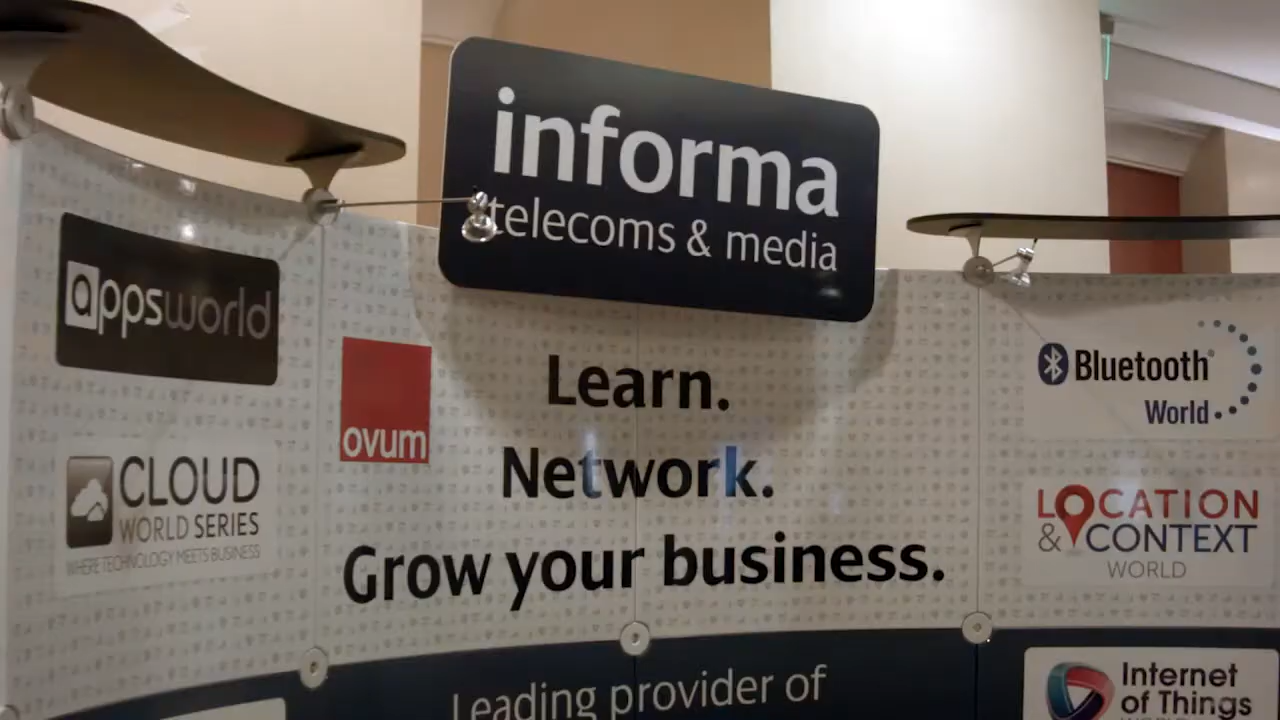 informa
telecoms & media
appsworld
ovum
CLOUD
WORLD SERIES
WHERE TECHNOLOGY MEETS BUSINESS
Learn.
Network.
Grow your business.
Bluetooth
World
LOCATION
& CONTEXT
WORLD
Leading provider of
Internet
of Things